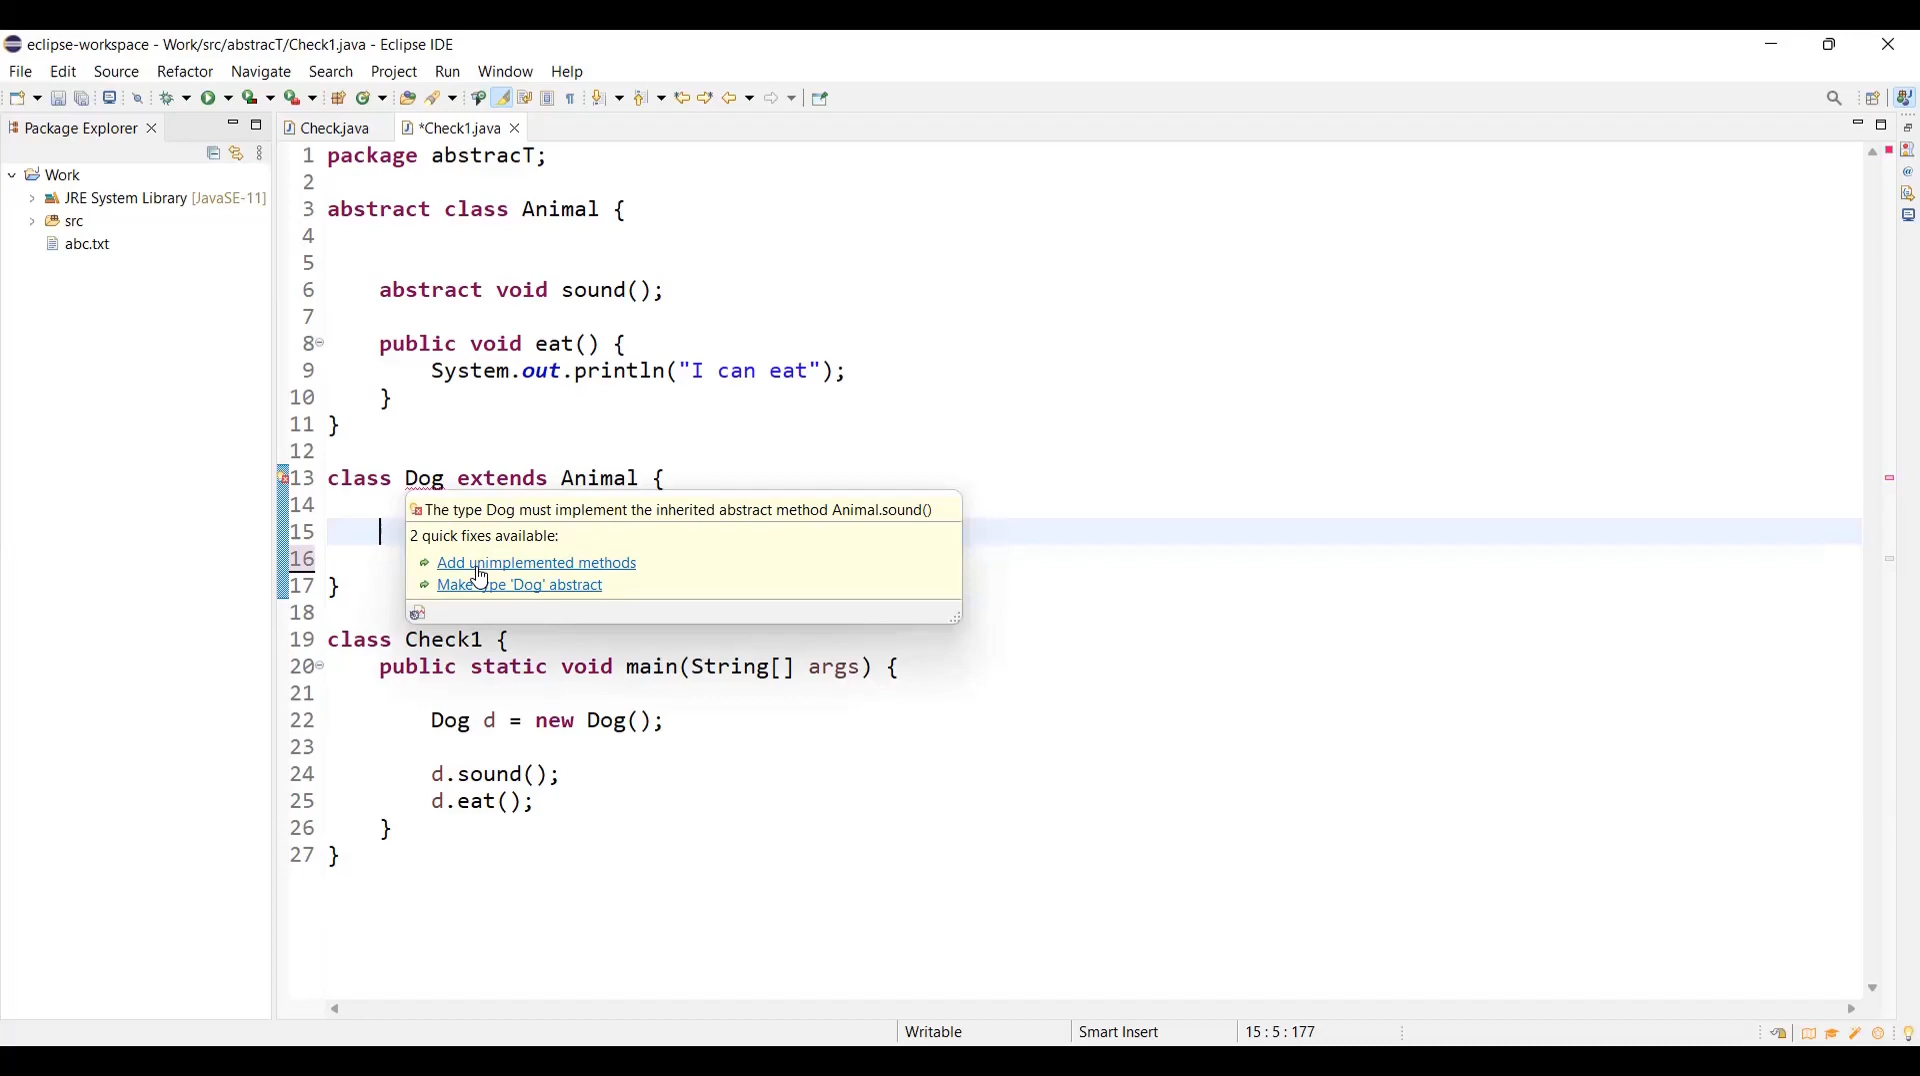 eclipse-workspace - Work/src/abstracT/Check1.java - Eclipse IDE
File Edit Source Refactor Navigate Search Project Run Window Help
Package Explorer
Check.java
*Check1.java
Work
JRE System Library [JavaSE-11]
src
abc.txt
1 package abstracT;
2
3 abstract class Animal {
4
5
6 abstract void sound();
7
8 public void eat() {
9 System.out.println("I can eat");
10 }
11 }
12
13 class Dog extends Animal {
14
The type Dog must implement the inherited abstract method Animal.sound()
15
2 quick fixes available:
16
Add unimplemented methods
17 }
Make type 'Dog' abstract
18
19 class Check1 {
20 public static void main(String[] args) {
21
22 Dog d = new Dog();
23
24 d.sound();
25 d.eat();
26 }
27 }
Writable
Smart Insert
15 : 5 : 177